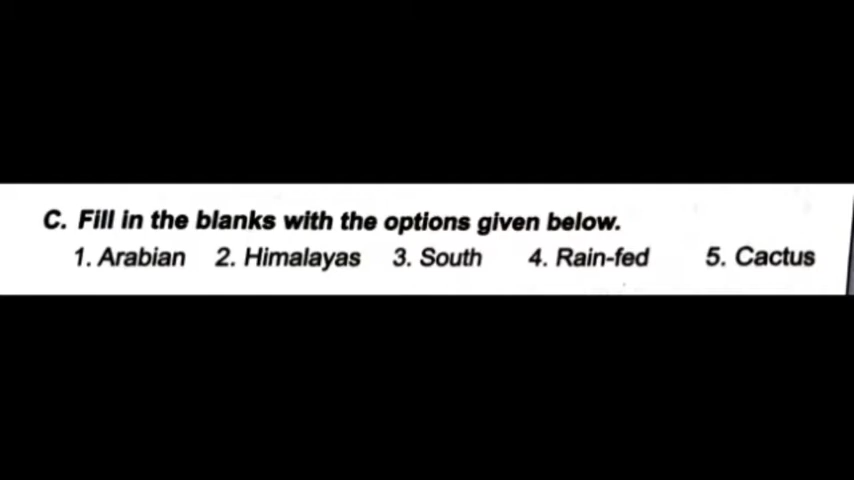 C. Fill in the blanks with the options given below.
1. Arabian 2. Himalayas 3. South 4. Rain-fed 5. Cactus